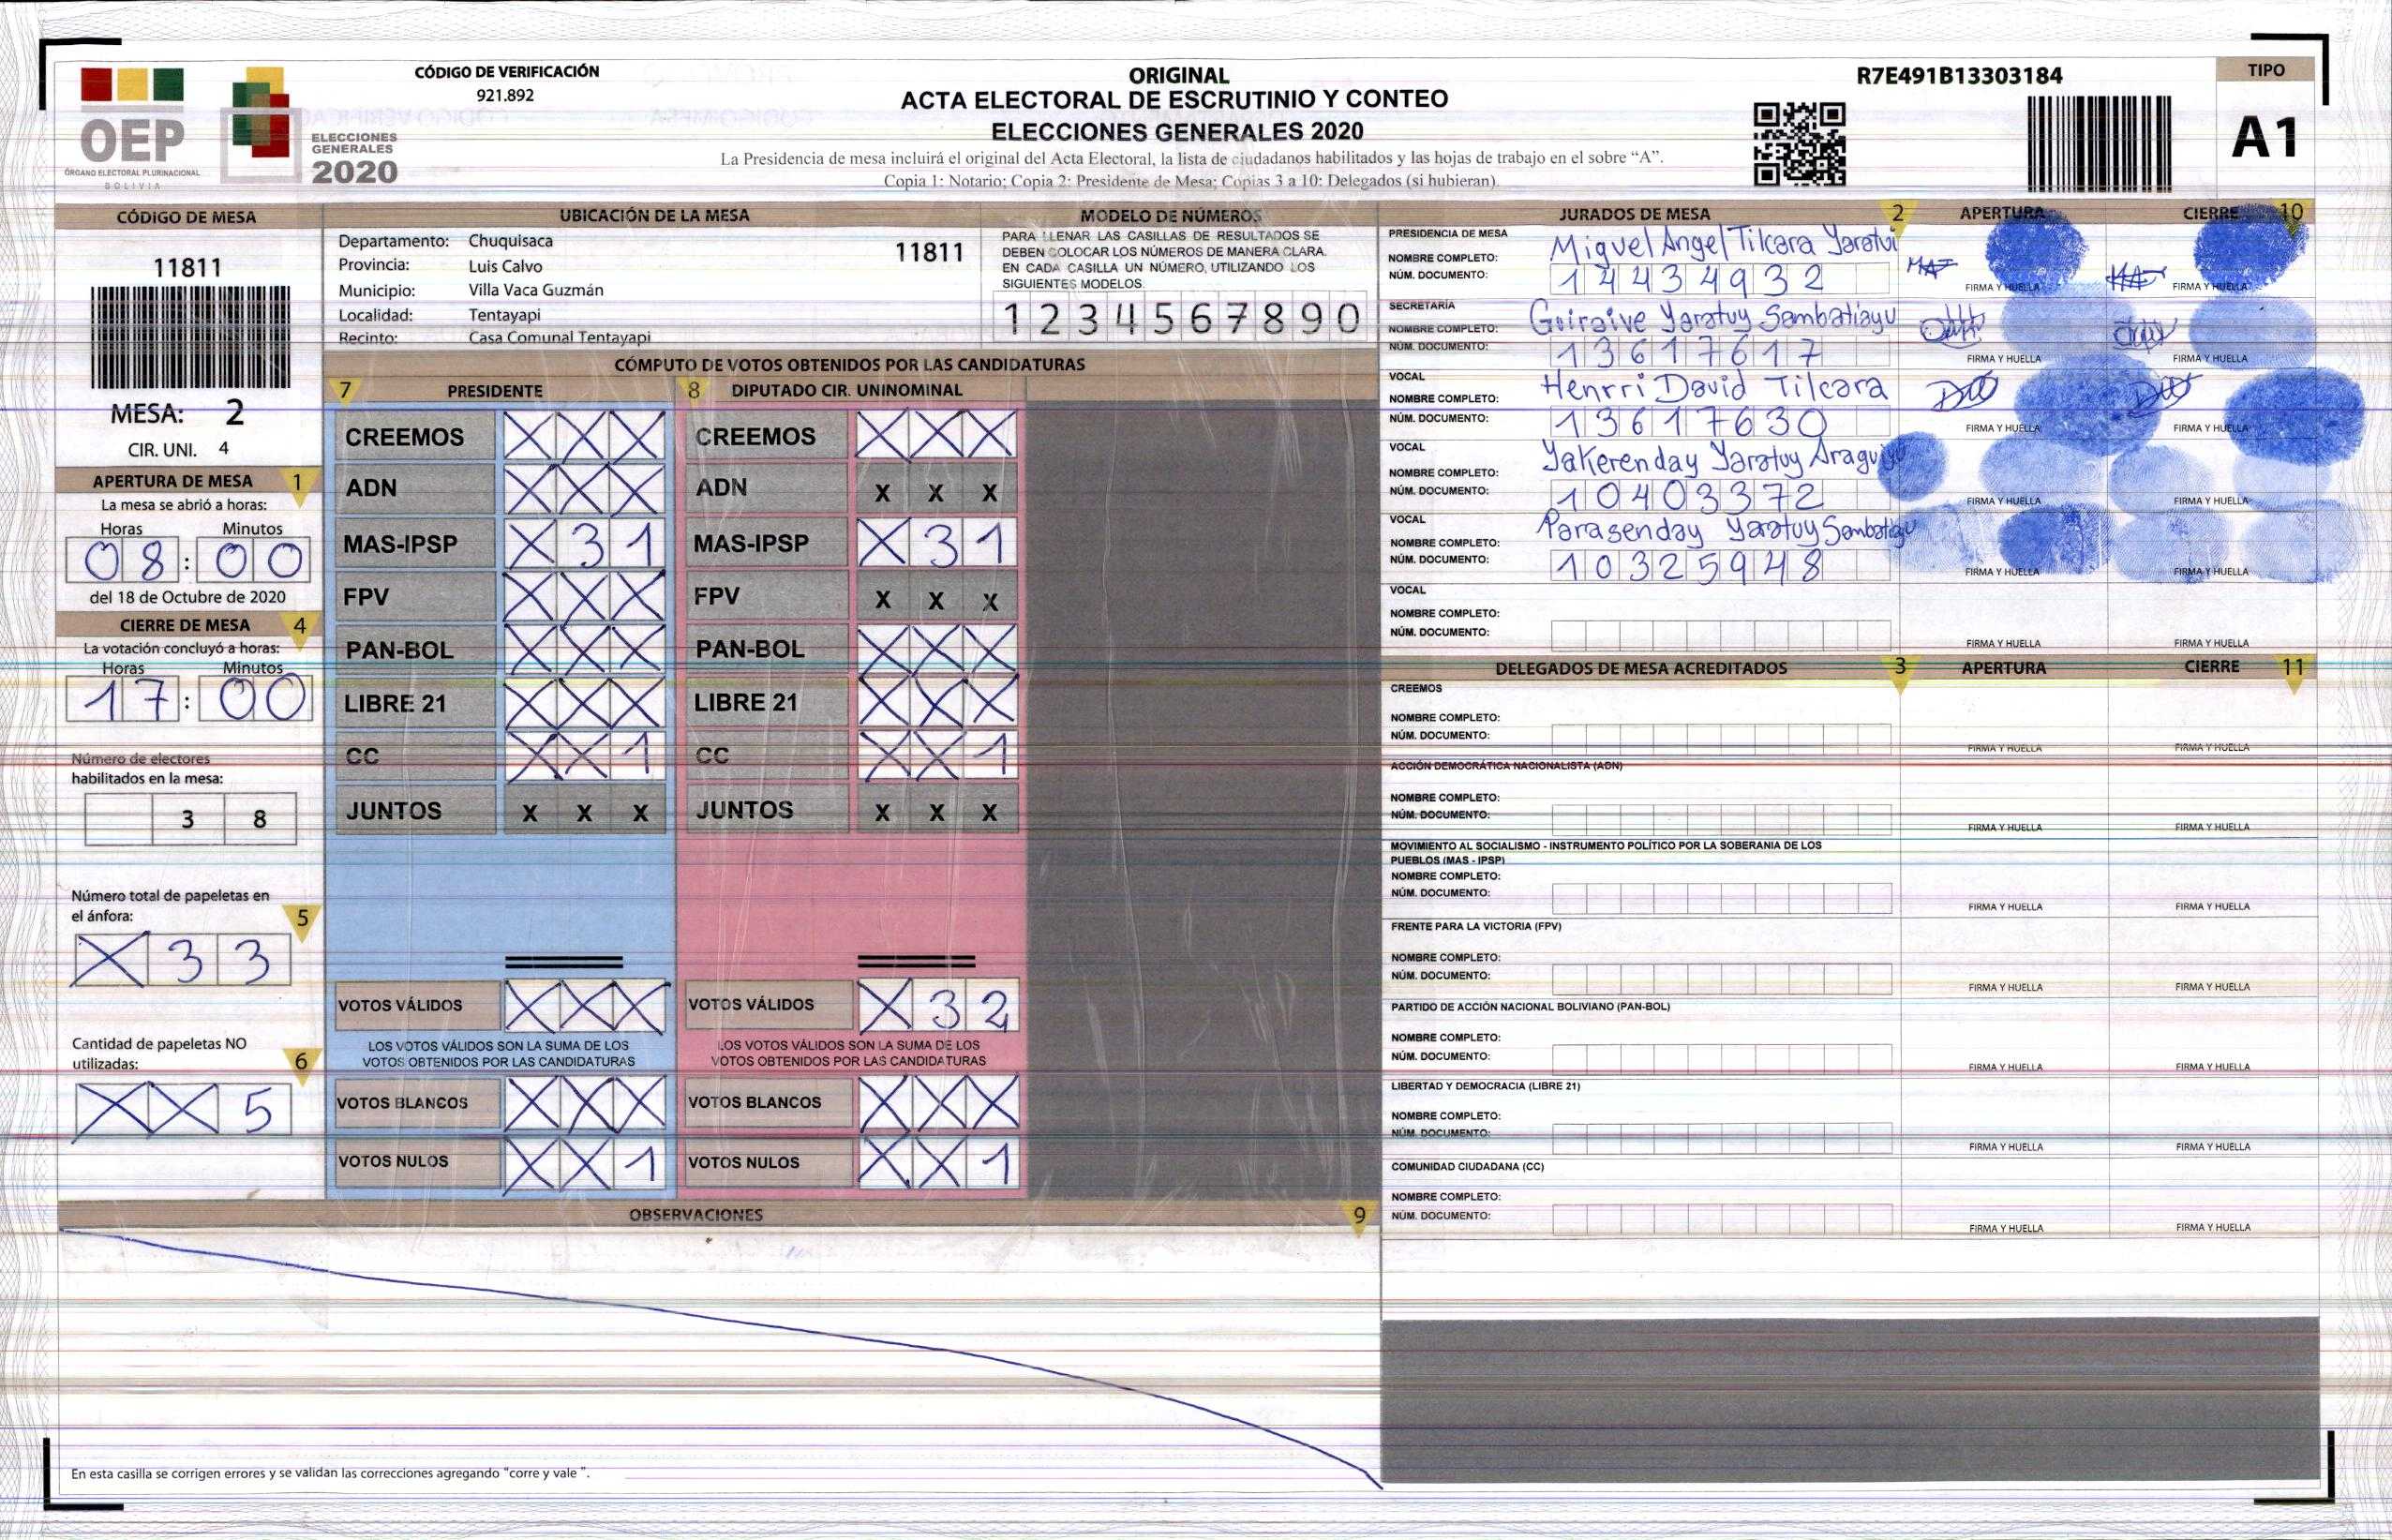 CÓDIGO DE VERIFICACIÓN
921.892
ORIGINAL
ACTA ELECTORAL DE ESCRUTINIO Y CONTEO
ELECCIONES GENERALES 2020
La Presidencia de mesa incluirá el original del Acta Electoral, la lista de ciudadanos habilitados y las hojas de trabajo en el sobre “A”.
Copia 1: Notario; Copia 2: Presidente de Mesa; Copias 3 a 10: Delegados (si hubieran).
R7E491B13303184
TIPO
A1
OEP
ÓRGANO ELECTORAL PLURINACIONAL
BOLIVIA
ELECCIONES
GENERALES
2020
CÓDIGO DE MESA
11811
MESA: 2
CIR. UNI. 4
APERTURA DE MESA 1
La mesa se abrió a horas:
Horas Minutos
08:00
del 18 de Octubre de 2020
CIERRE DE MESA 4
La votación concluyó a horas:
Horas Minutos
17:00
Número de electores
habilitados en la mesa:
3 8
Número total de papeletas en
el ánfora: 5
X 3 3
Cantidad de papeletas NO
utilizadas: 6
X X 5
UBICACIÓN DE LA MESA
Departamento: Chuquisaca 11811
Provincia: Luis Calvo
Municipio: Villa Vaca Guzmán
Localidad: Tentayapi
Recinto: Casa Comunal Tentayapi
MODELO DE NÚMEROS
PARA LLENAR LAS CASILLAS DE RESULTADOS SE
DEBEN COLOCAR LOS NÚMEROS DE MANERA CLARA.
EN CADA CASILLA UN NÚMERO, UTILIZANDO LOS
SIGUIENTES MODELOS.
1 2 3 4 5 6 7 8 9 0
CÓMPUTO DE VOTOS OBTENIDOS POR LAS CANDIDATURAS
7 PRESIDENTE 8 DIPUTADO CIR. UNINOMINAL
CREEMOS X X X CREEMOS X X X
ADN X X X ADN X X X
MAS-IPSP X 3 1 MAS-IPSP X 3 1
FPV X X X FPV X X X
PAN-BOL X X X PAN-BOL X X X
LIBRE 21 X X X LIBRE 21 X X X
CC X X 1 CC X X 1
JUNTOS X X X JUNTOS X X X
VOTOS VÁLIDOS X X X VOTOS VÁLIDOS X 3 2
LOS VOTOS VÁLIDOS SON LA SUMA DE LOS LOS VOTOS VÁLIDOS SON LA SUMA DE LOS
VOTOS OBTENIDOS POR LAS CANDIDATURAS VOTOS OBTENIDOS POR LAS CANDIDATURAS
VOTOS BLANCOS X X X VOTOS BLANCOS X X X
VOTOS NULOS X X 1 VOTOS NULOS X X 1
OBSERVACIONES 9
En esta casilla se corrigen errores y se validan las correcciones agregando “corre y vale ”.
JURADOS DE MESA 2 APERTURA CIERRE 10
PRESIDENCIA DE MESA
NOMBRE COMPLETO: Miguel Angel Tilcara Yaratui
NÚM. DOCUMENTO: 14434932 FIRMA Y HUELLA FIRMA Y HUELLA
SECRETARÍA
NOMBRE COMPLETO: Guiraive Yaratuy Sambatiayu
NÚM. DOCUMENTO: 13617617 FIRMA Y HUELLA FIRMA Y HUELLA
VOCAL
NOMBRE COMPLETO: Henrri David Tilcara
NÚM. DOCUMENTO: 13617630 FIRMA Y HUELLA FIRMA Y HUELLA
VOCAL
NOMBRE COMPLETO: Yakerenday Yaratuy
NÚM. DOCUMENTO: 10403372 FIRMA Y HUELLA FIRMA Y HUELLA
VOCAL
NOMBRE COMPLETO: Parasenday Yaratuy
NÚM. DOCUMENTO: 10325948 FIRMA Y HUELLA FIRMA Y HUELLA
VOCAL
NOMBRE COMPLETO:
NÚM. DOCUMENTO: FIRMA Y HUELLA FIRMA Y HUELLA
DELEGADOS DE MESA ACREDITADOS 3 APERTURA CIERRE 11
CREEMOS
NOMBRE COMPLETO:
NÚM. DOCUMENTO: FIRMA Y HUELLA FIRMA Y HUELLA
ACCIÓN DEMOCRÁTICA NACIONALISTA (ADN)
NOMBRE COMPLETO:
NÚM. DOCUMENTO: FIRMA Y HUELLA FIRMA Y HUELLA
MOVIMIENTO AL SOCIALISMO - INSTRUMENTO POLÍTICO POR LA SOBERANIA DE LOS
PUEBLOS (MAS - IPSP)
NOMBRE COMPLETO:
NÚM. DOCUMENTO: FIRMA Y HUELLA FIRMA Y HUELLA
FRENTE PARA LA VICTORIA (FPV)
NOMBRE COMPLETO:
NÚM. DOCUMENTO: FIRMA Y HUELLA FIRMA Y HUELLA
PARTIDO DE ACCIÓN NACIONAL BOLIVIANO (PAN-BOL)
NOMBRE COMPLETO:
NÚM. DOCUMENTO: FIRMA Y HUELLA FIRMA Y HUELLA
LIBERTAD Y DEMOCRACIA (LIBRE 21)
NOMBRE COMPLETO:
NÚM. DOCUMENTO: FIRMA Y HUELLA FIRMA Y HUELLA
COMUNIDAD CIUDADANA (CC)
NOMBRE COMPLETO:
NÚM. DOCUMENTO: FIRMA Y HUELLA FIRMA Y HUELLA